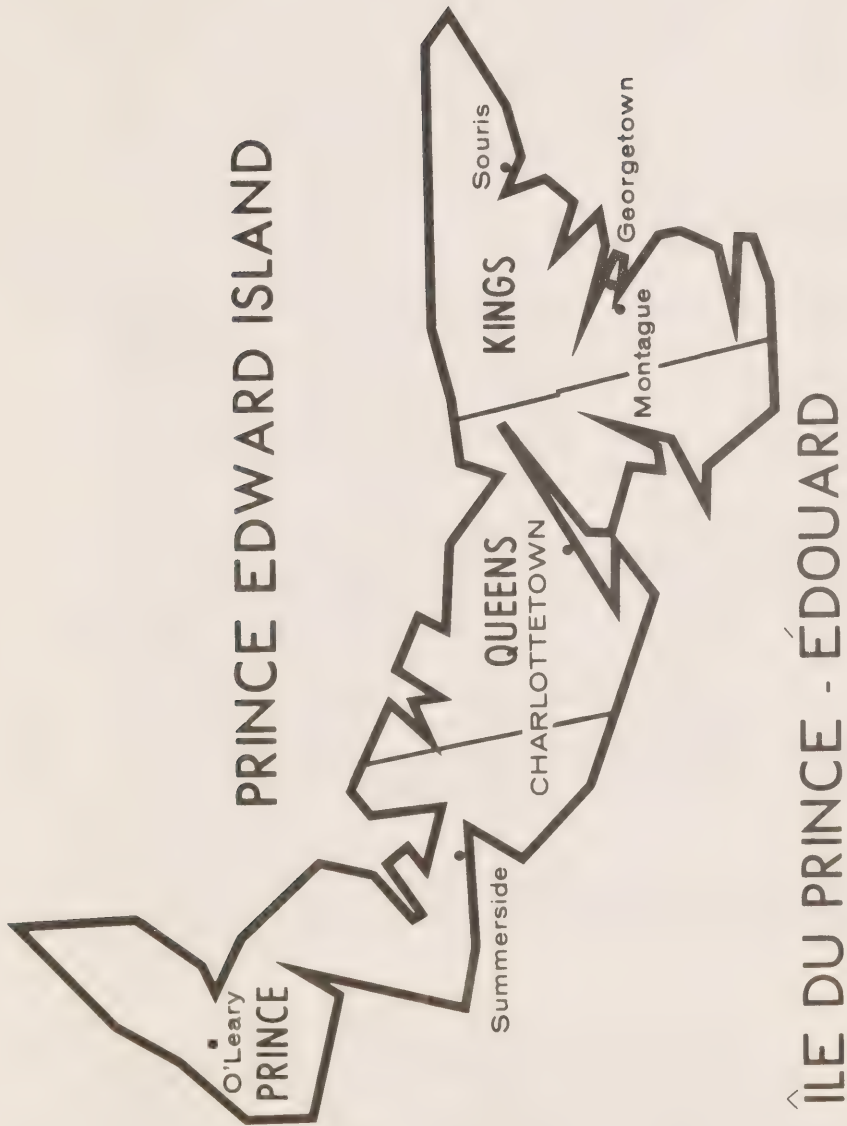 PRINCE EDWARD ISLAND
O'Leary
PRINCE
Summerside
QUEENS
CHARLOTTETOWN
KINGS
Souris
Georgetown
Montague
ÎLE DU PRINCE - ÉDOUARD